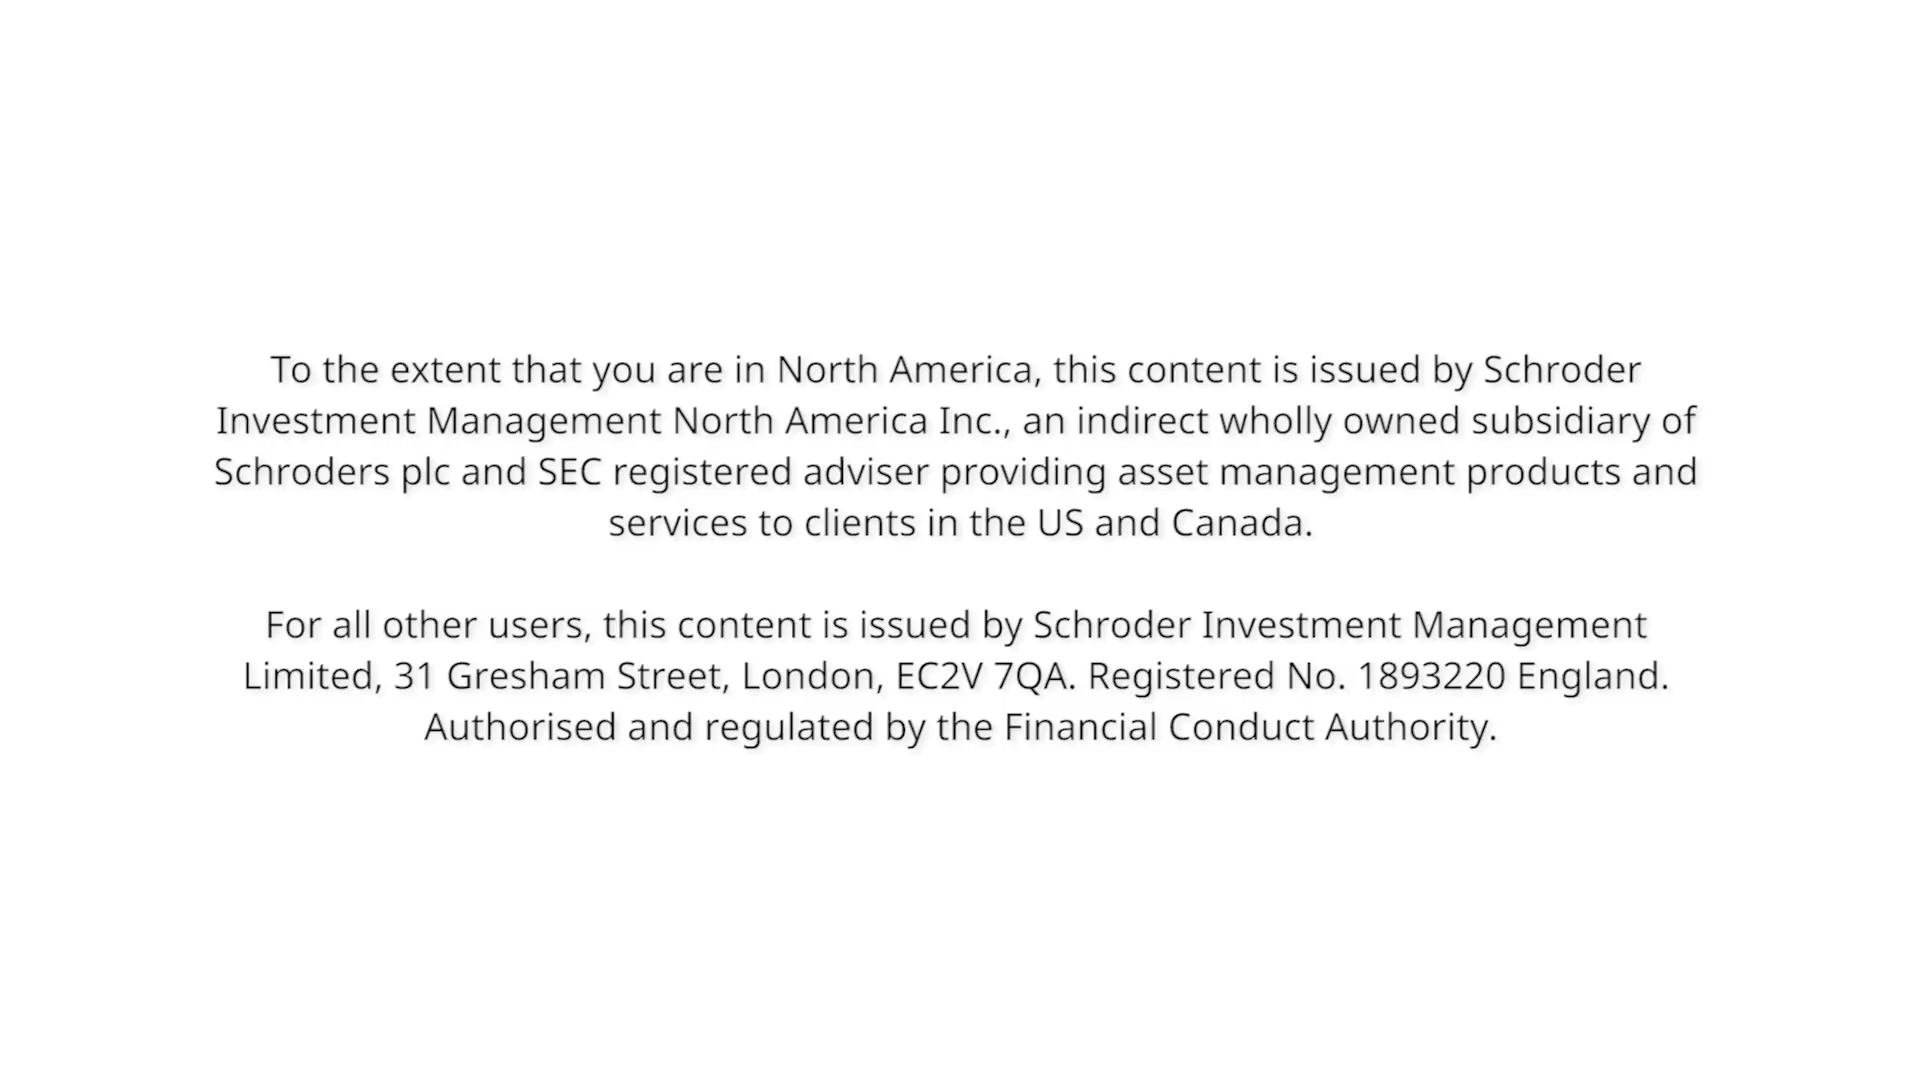 To the extent that you are in North America, this content is issued by Schroder
Investment Management North America Inc., an indirect wholly owned subsidiary of
Schroders plc and SEC registered adviser providing asset management products and
services to clients in the US and Canada.
For all other users, this content is issued by Schroder Investment Management
Limited, 31 Gresham Street, London, EC2V 7QA. Registered No. 1893220 England.
Authorised and regulated by the Financial Conduct Authority.